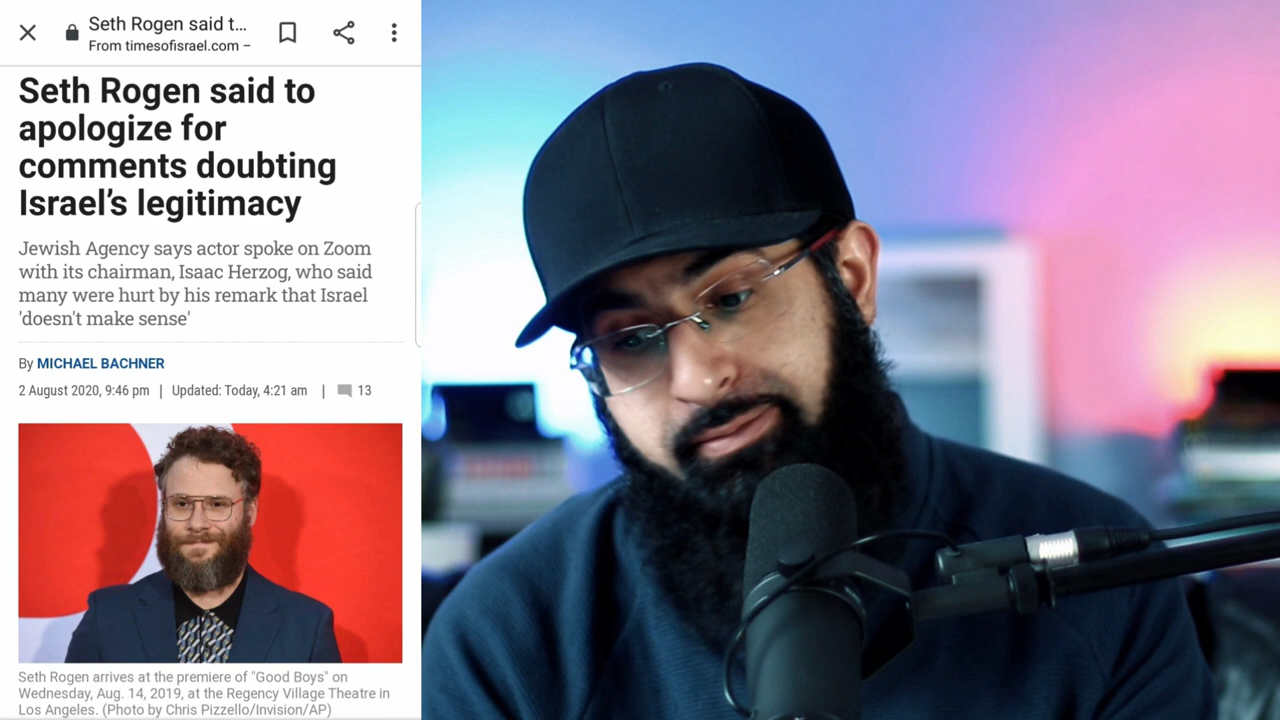 Seth Rogen said t...
From timesofisrael.com –
Seth Rogen said to
apologize for
comments doubting
Israel’s legitimacy
Jewish Agency says actor spoke on Zoom
with its chairman, Isaac Herzog, who said
many were hurt by his remark that Israel
'doesn't make sense'
By MICHAEL BACHNER
2 August 2020, 9:46 pm | Updated: Today, 4:21 am | 13
Seth Rogen arrives at the premiere of "Good Boys" on
Wednesday, Aug. 14, 2019, at the Regency Village Theatre in
Los Angeles. (Photo by Chris Pizzello/Invision/AP)